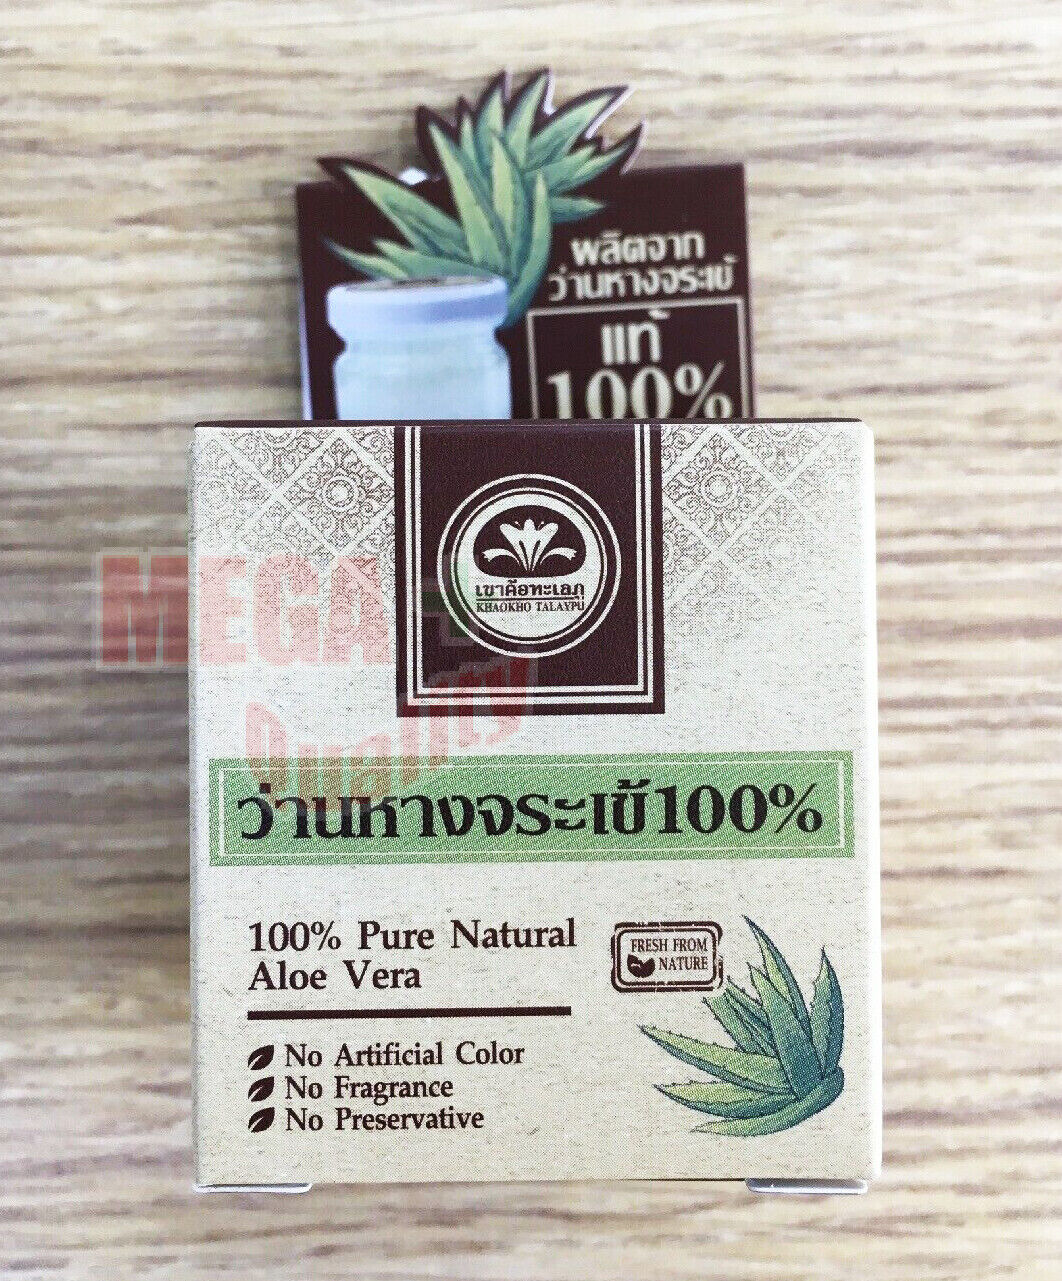 ผลิตจาก
ว่านหางจระเข้
แท้
100%
เขาค้อทะเลภู
KHAOKHO TALAYPU
MEGA
Quality
ว่านหางจระเข้100%
100% Pure Natural
Aloe Vera
FRESH FROM
NATURE
No Artificial Color
No Fragrance
No Preservative